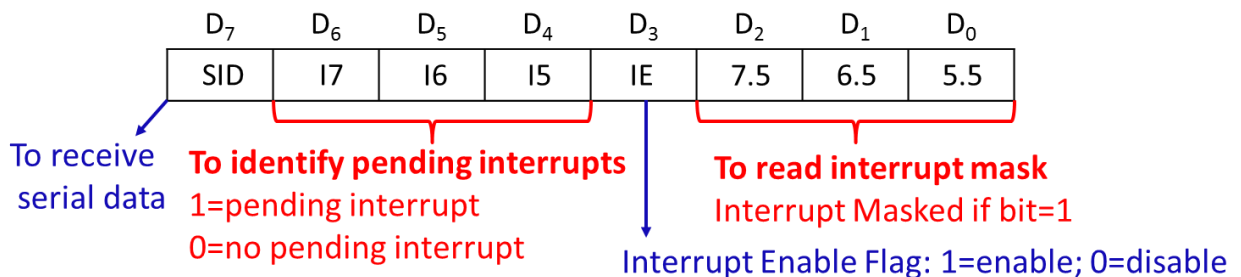 D₇ D₆ D₅ D₄ D₃ D₂ D₁ D₀
SID I7 I6 I5 IE 7.5 6.5 5.5
To receive
serial data
To identify pending interrupts
1=pending interrupt
0=no pending interrupt
To read interrupt mask
Interrupt Masked if bit=1
Interrupt Enable Flag: 1=enable; 0=disable